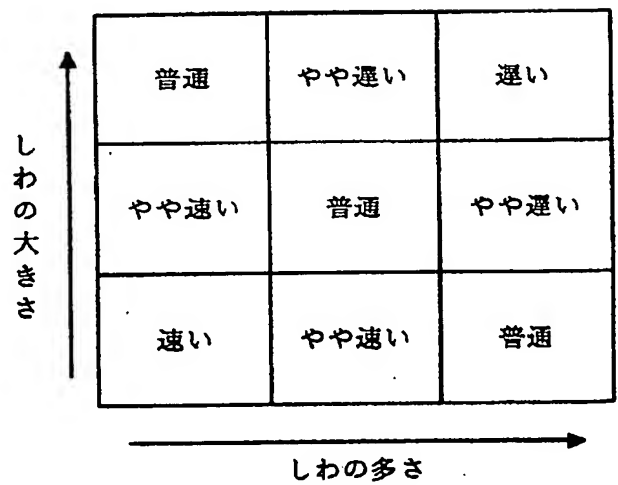 普通 やや遅い 遅い
やや速い 普通 やや遅い
速い やや速い 普通
しわの大きさ
しわの多さ